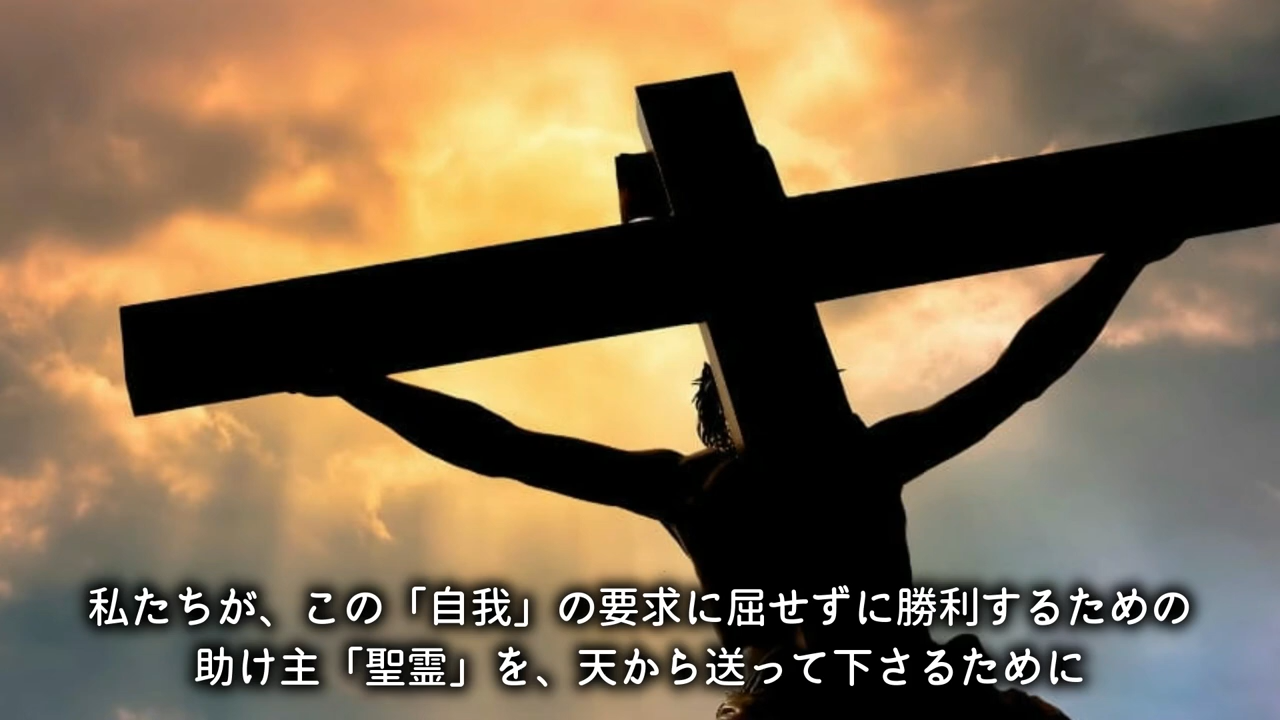 私たちが、この「自我」の要求に屈せずに勝利するための
助け主「聖霊」を、天から送って下さるために